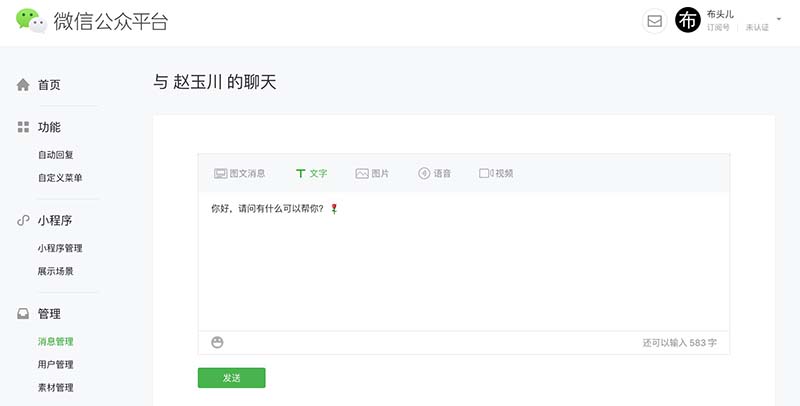 微信公众平台
布头儿
订阅号 | 未认证
首页
功能
自动回复
自定义菜单
小程序
小程序管理
展示场景
管理
消息管理
用户管理
素材管理
与 赵玉川 的聊天
图文消息 文字 图片 语音 视频
你好，请问有什么可以帮你？🌹
还可以输入 583 字
发送
布